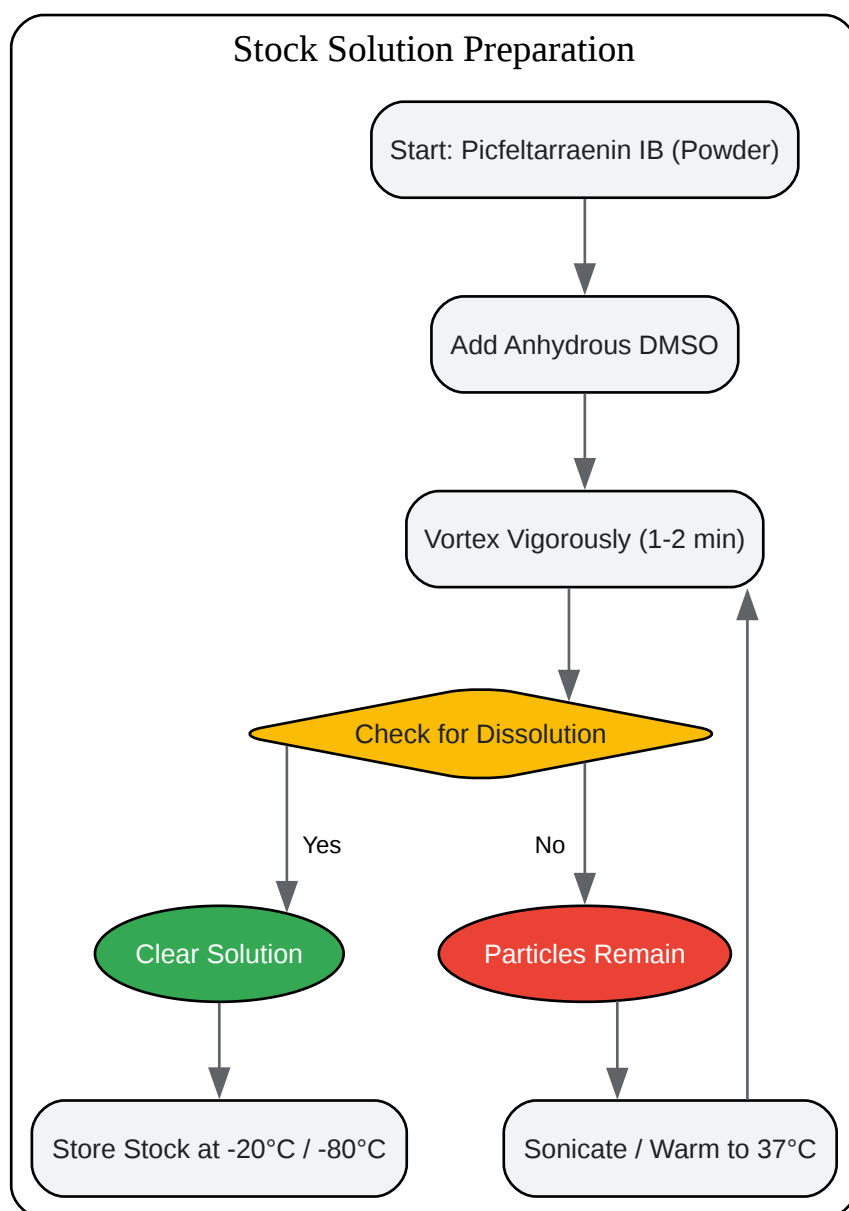 Stock Solution Preparation
Start: Picfeltarraenin IB (Powder)
Add Anhydrous DMSO
Vortex Vigorously (1-2 min)
Check for Dissolution
Yes
No
Clear Solution
Particles Remain
Store Stock at -20°C / -80°C
Sonicate / Warm to 37°C